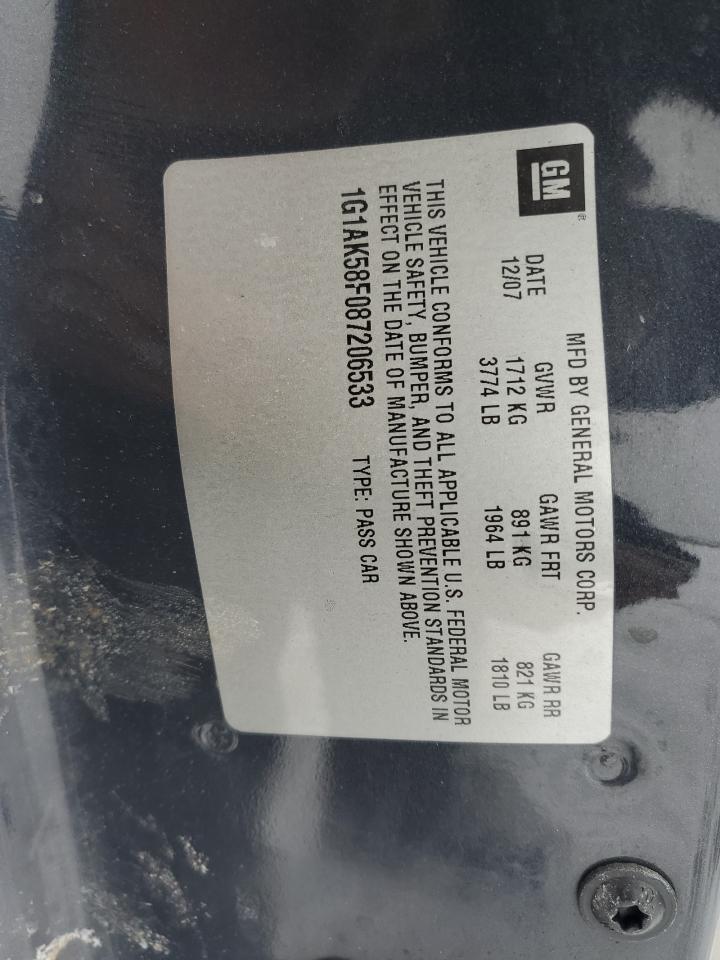 GM ®
MFD BY GENERAL MOTORS CORP.
DATE GVWR GAWR FRT GAWR RR
12/07 1712 KG 891 KG 821 KG
3774 LB 1964 LB 1810 LB
THIS VEHICLE CONFORMS TO ALL APPLICABLE U.S. FEDERAL MOTOR
VEHICLE SAFETY, BUMPER, AND THEFT PREVENTION STANDARDS IN
EFFECT ON THE DATE OF MANUFACTURE SHOWN ABOVE.
1G1AK58F087206533 TYPE: PASS CAR